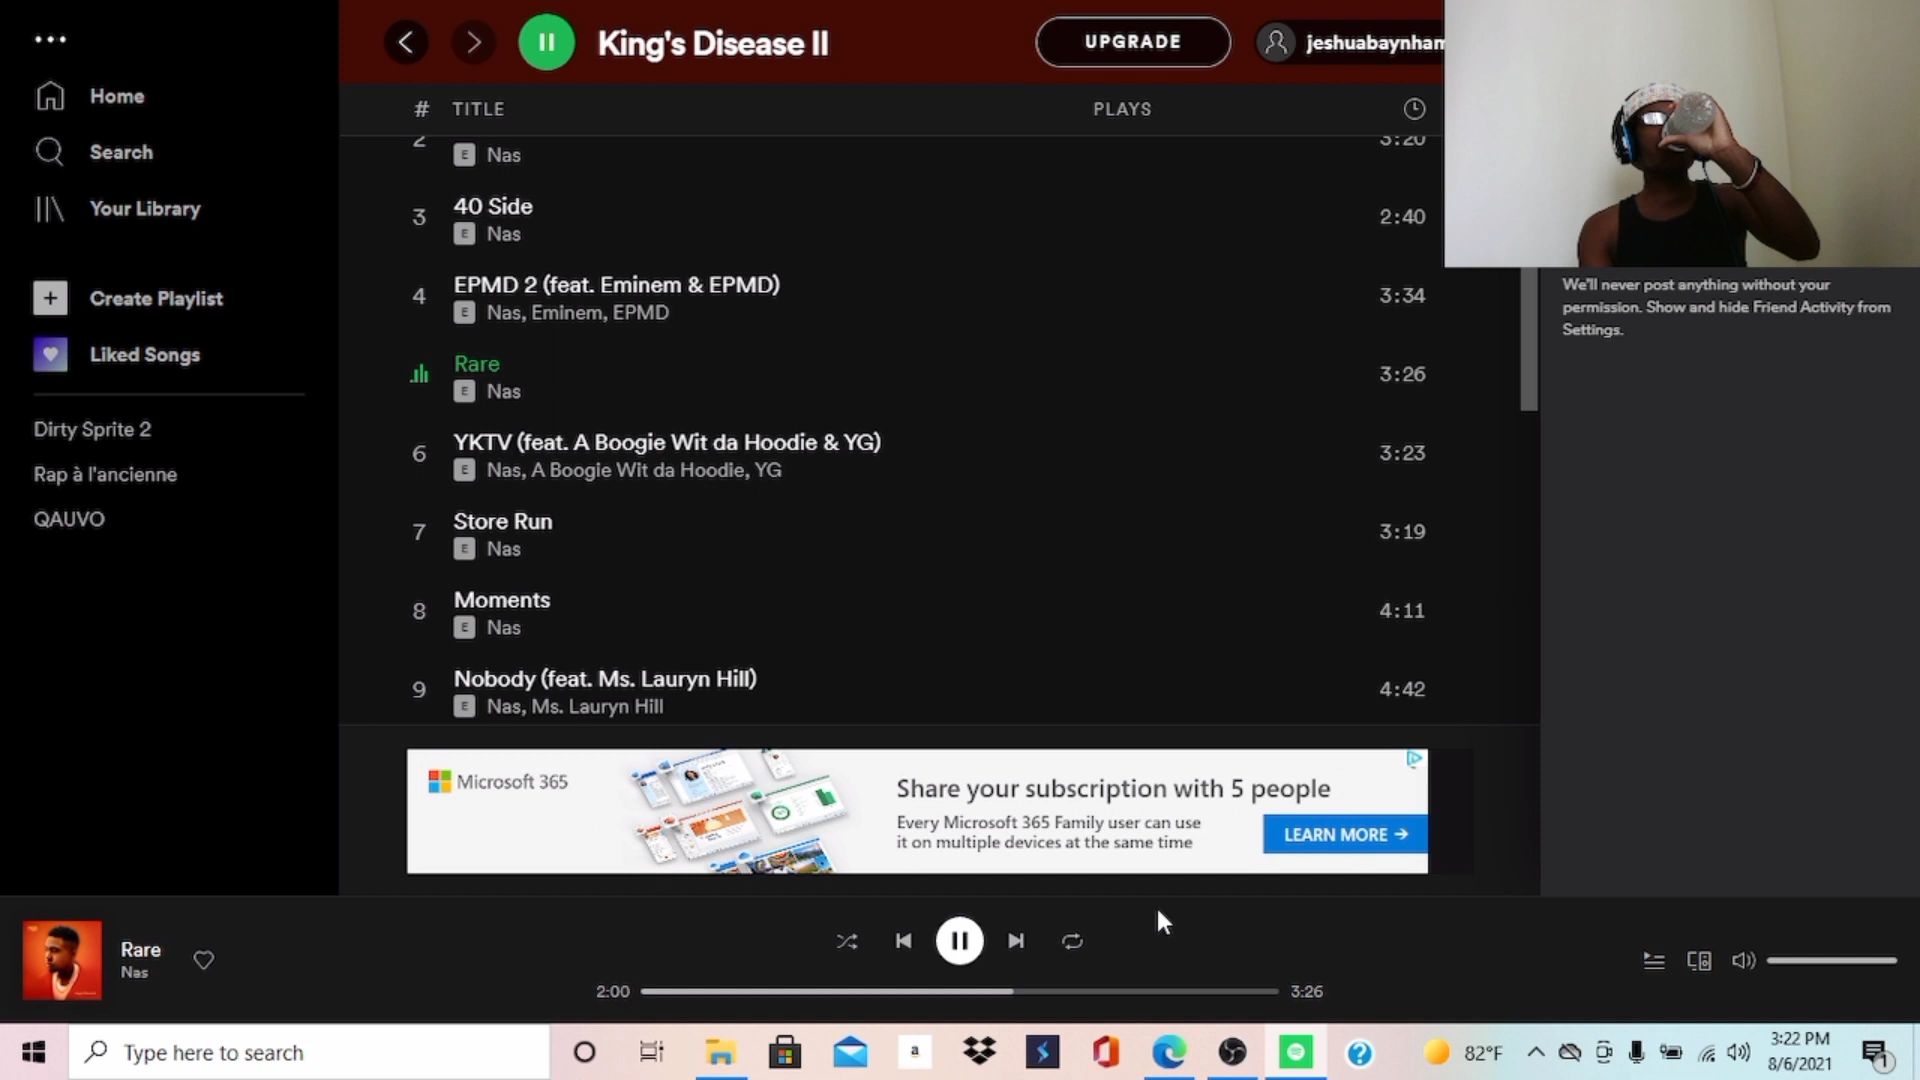 King's Disease II
UPGRADE
jeshuabaynham
Home
Search
Your Library
Create Playlist
Liked Songs
Dirty Sprite 2
Rap à l'ancienne
QAUVO
# TITLE PLAYS
2 3:20
E Nas
3 40 Side 2:40
E Nas
4 EPMD 2 (feat. Eminem & EPMD) 3:34
E Nas, Eminem, EPMD
Rare 3:26
E Nas
6 YKTV (feat. A Boogie Wit da Hoodie & YG) 3:23
E Nas, A Boogie Wit da Hoodie, YG
7 Store Run 3:19
E Nas
8 Moments 4:11
E Nas
9 Nobody (feat. Ms. Lauryn Hill) 4:42
E Nas, Ms. Lauryn Hill
We'll never post anything without your
permission. Show and hide Friend Activity from
Settings.
Microsoft 365
Share your subscription with 5 people
Every Microsoft 365 Family user can use
it on multiple devices at the same time
LEARN MORE →
Rare
Nas
2:00 3:26
Type here to search
a
82°F
3:22 PM
8/6/2021
1